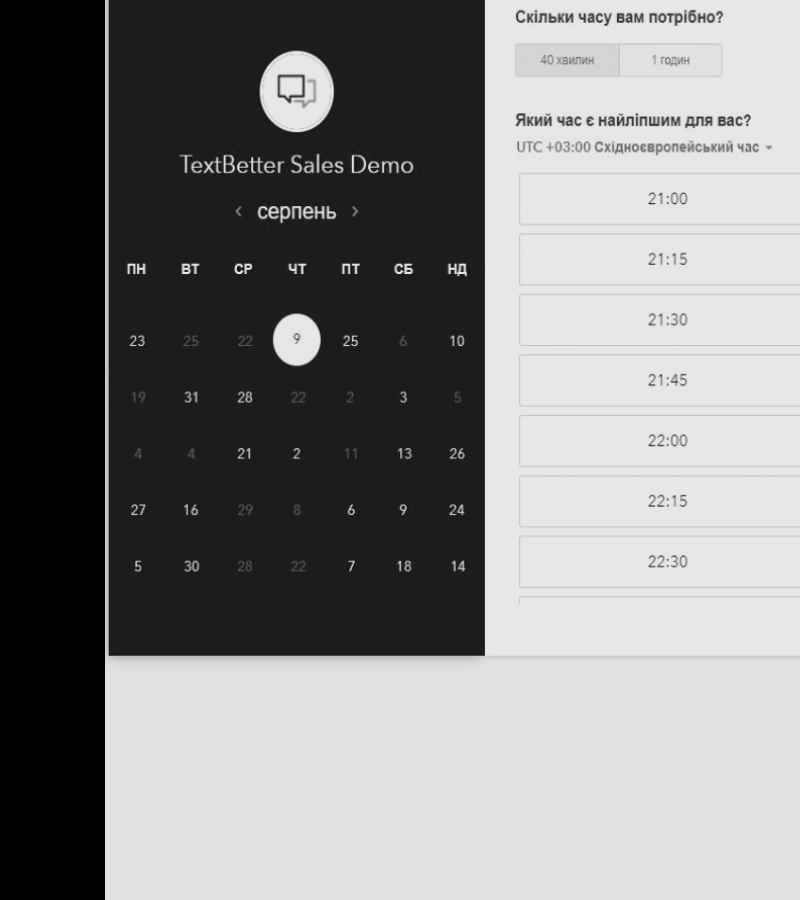 TextBetter Sales Demo
‹ серпень ›
ПН ВТ СР ЧТ ПТ СБ НД
23 25 22 9 25 6 10
19 31 28 22 2 3 5
4 4 21 2 11 13 26
27 16 29 8 6 9 24
5 30 28 22 7 18 14
Скільки часу вам потрібно?
40 хвилин 1 годин
Який час є найліпшим для вас?
UTC +03:00 Східноєвропейський час
21:00
21:15
21:30
21:45
22:00
22:15
22:30